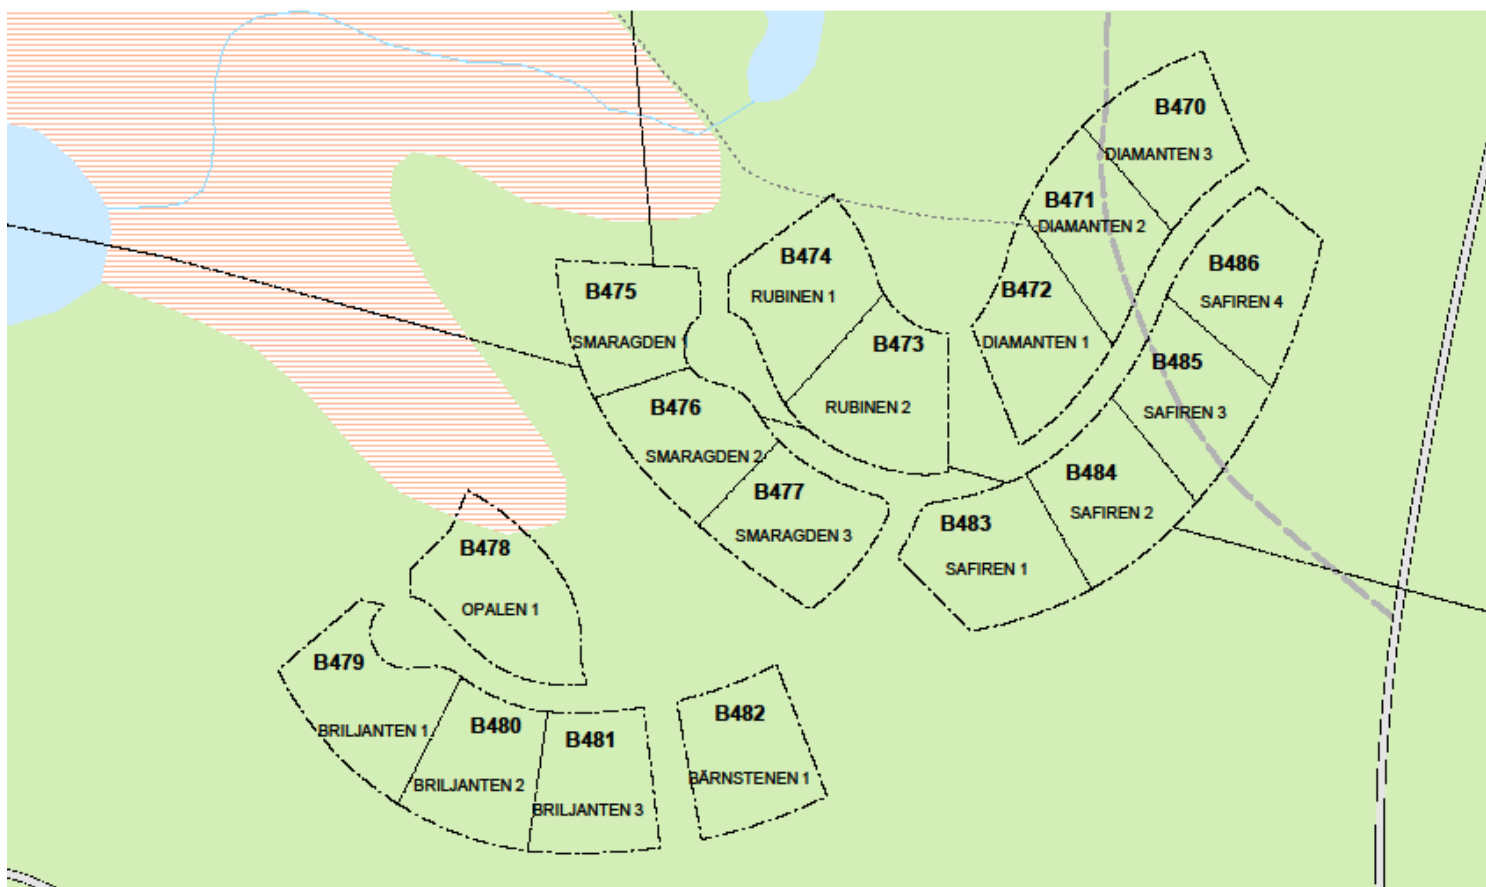 B470
DIAMANTEN 3
B471
DIAMANTEN 2
B472
DIAMANTEN 1
B474
RUBINEN 1
B473
RUBINEN 2
B486
SAFIREN 4
B485
SAFIREN 3
B484
SAFIREN 2
B483
SAFIREN 1
B475
SMARAGDEN 1
B476
SMARAGDEN 2
B477
SMARAGDEN 3
B478
OPALEN 1
B479
BRILJANTEN 1
B480
BRILJANTEN 2
B481
BRILJANTEN 3
B482
BÄRNSTENEN 1